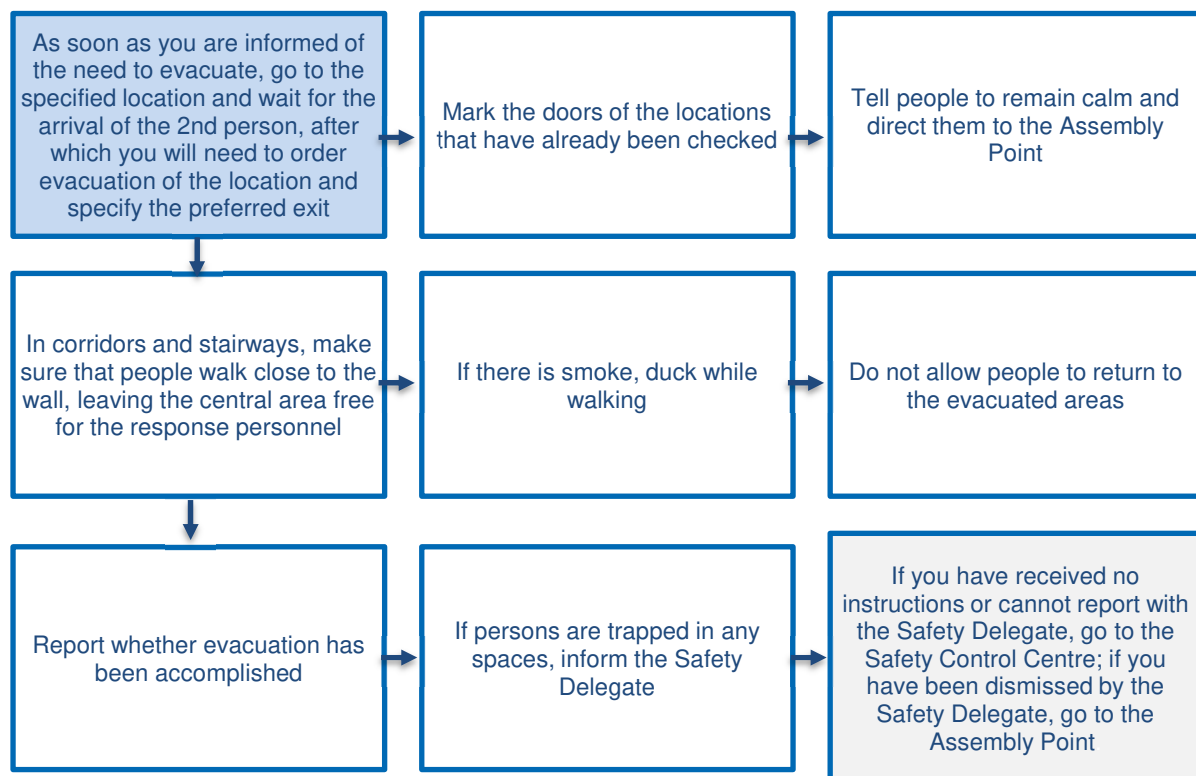 As soon as you are informed of
the need to evacuate, go to the
specified location and wait for the
arrival of the 2nd person, after
which you will need to order
evacuation of the location and
specify the preferred exit
Mark the doors of the locations
that have already been checked
Tell people to remain calm and
direct them to the Assembly
Point
In corridors and stairways, make
sure that people walk close to the
wall, leaving the central area free
for the response personnel
If there is smoke, duck while
walking
Do not allow people to return to
the evacuated areas
Report whether evacuation has
been accomplished
If persons are trapped in any
spaces, inform the Safety
Delegate
If you have received no
instructions or cannot report with
the Safety Delegate, go to the
Safety Control Centre; if you
have been dismissed by the
Safety Delegate, go to the
Assembly Point